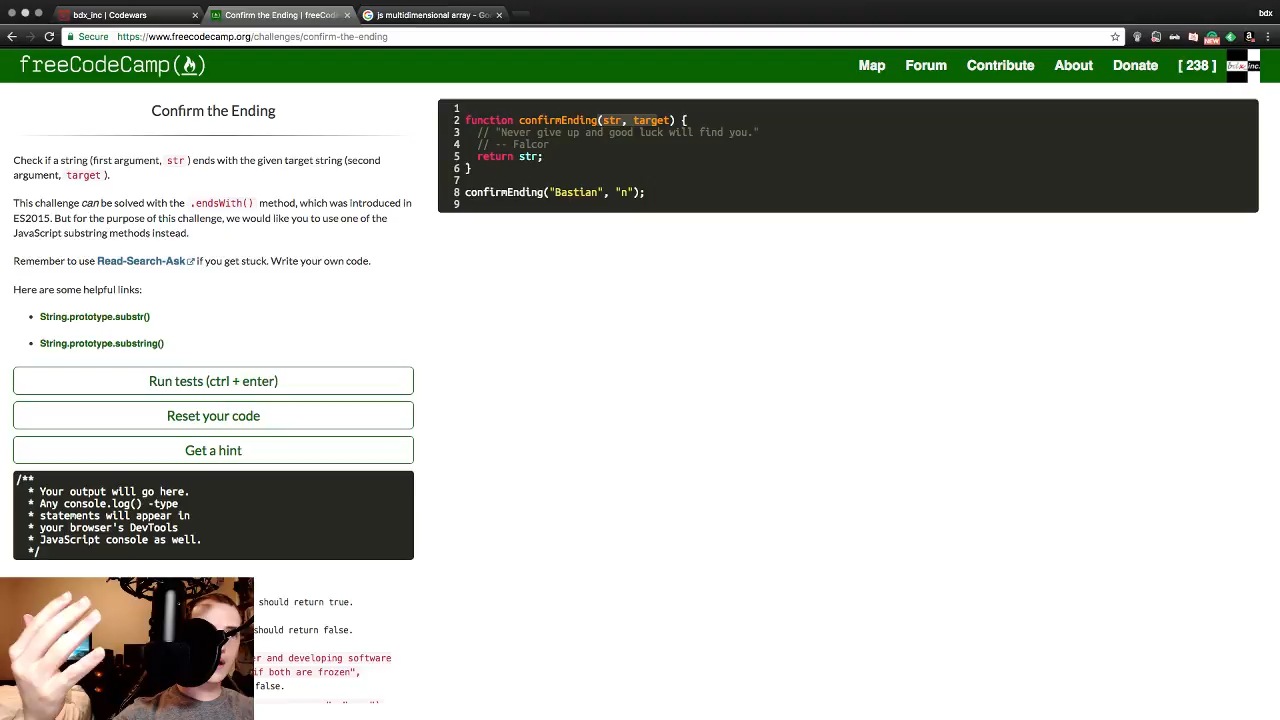 bdx_inc | Codewars
Confirm the Ending | freeCode
js multidimensional array - Go
bdx
Secure https://www.freecodecamp.org/challenges/confirm-the-ending
NEW
freeCodeCamp
Map Forum Contribute About Donate [ 238 ]
inc.
Confirm the Ending
Check if a string (first argument, str ) ends with the given target string (second
argument, target ).
This challenge can be solved with the .endsWith() method, which was introduced in
ES2015. But for the purpose of this challenge, we would like you to use one of the
JavaScript substring methods instead.
Remember to use Read-Search-Ask if you get stuck. Write your own code.
Here are some helpful links:
String.prototype.substr()
String.prototype.substring()
Run tests (ctrl + enter)
Reset your code
Get a hint
/**
* Your output will go here.
* Any console.log() -type
* statements will appear in
* your browser's DevTools
* JavaScript console as well.
*/
should return true.
should return false.
er and developing software
if both are frozen",
false.
1
2 function confirmEnding(str, target) {
3 // "Never give up and good luck will find you."
4 // -- Falcor
5 return str;
6 }
7
8 confirmEnding("Bastian", "n");
9